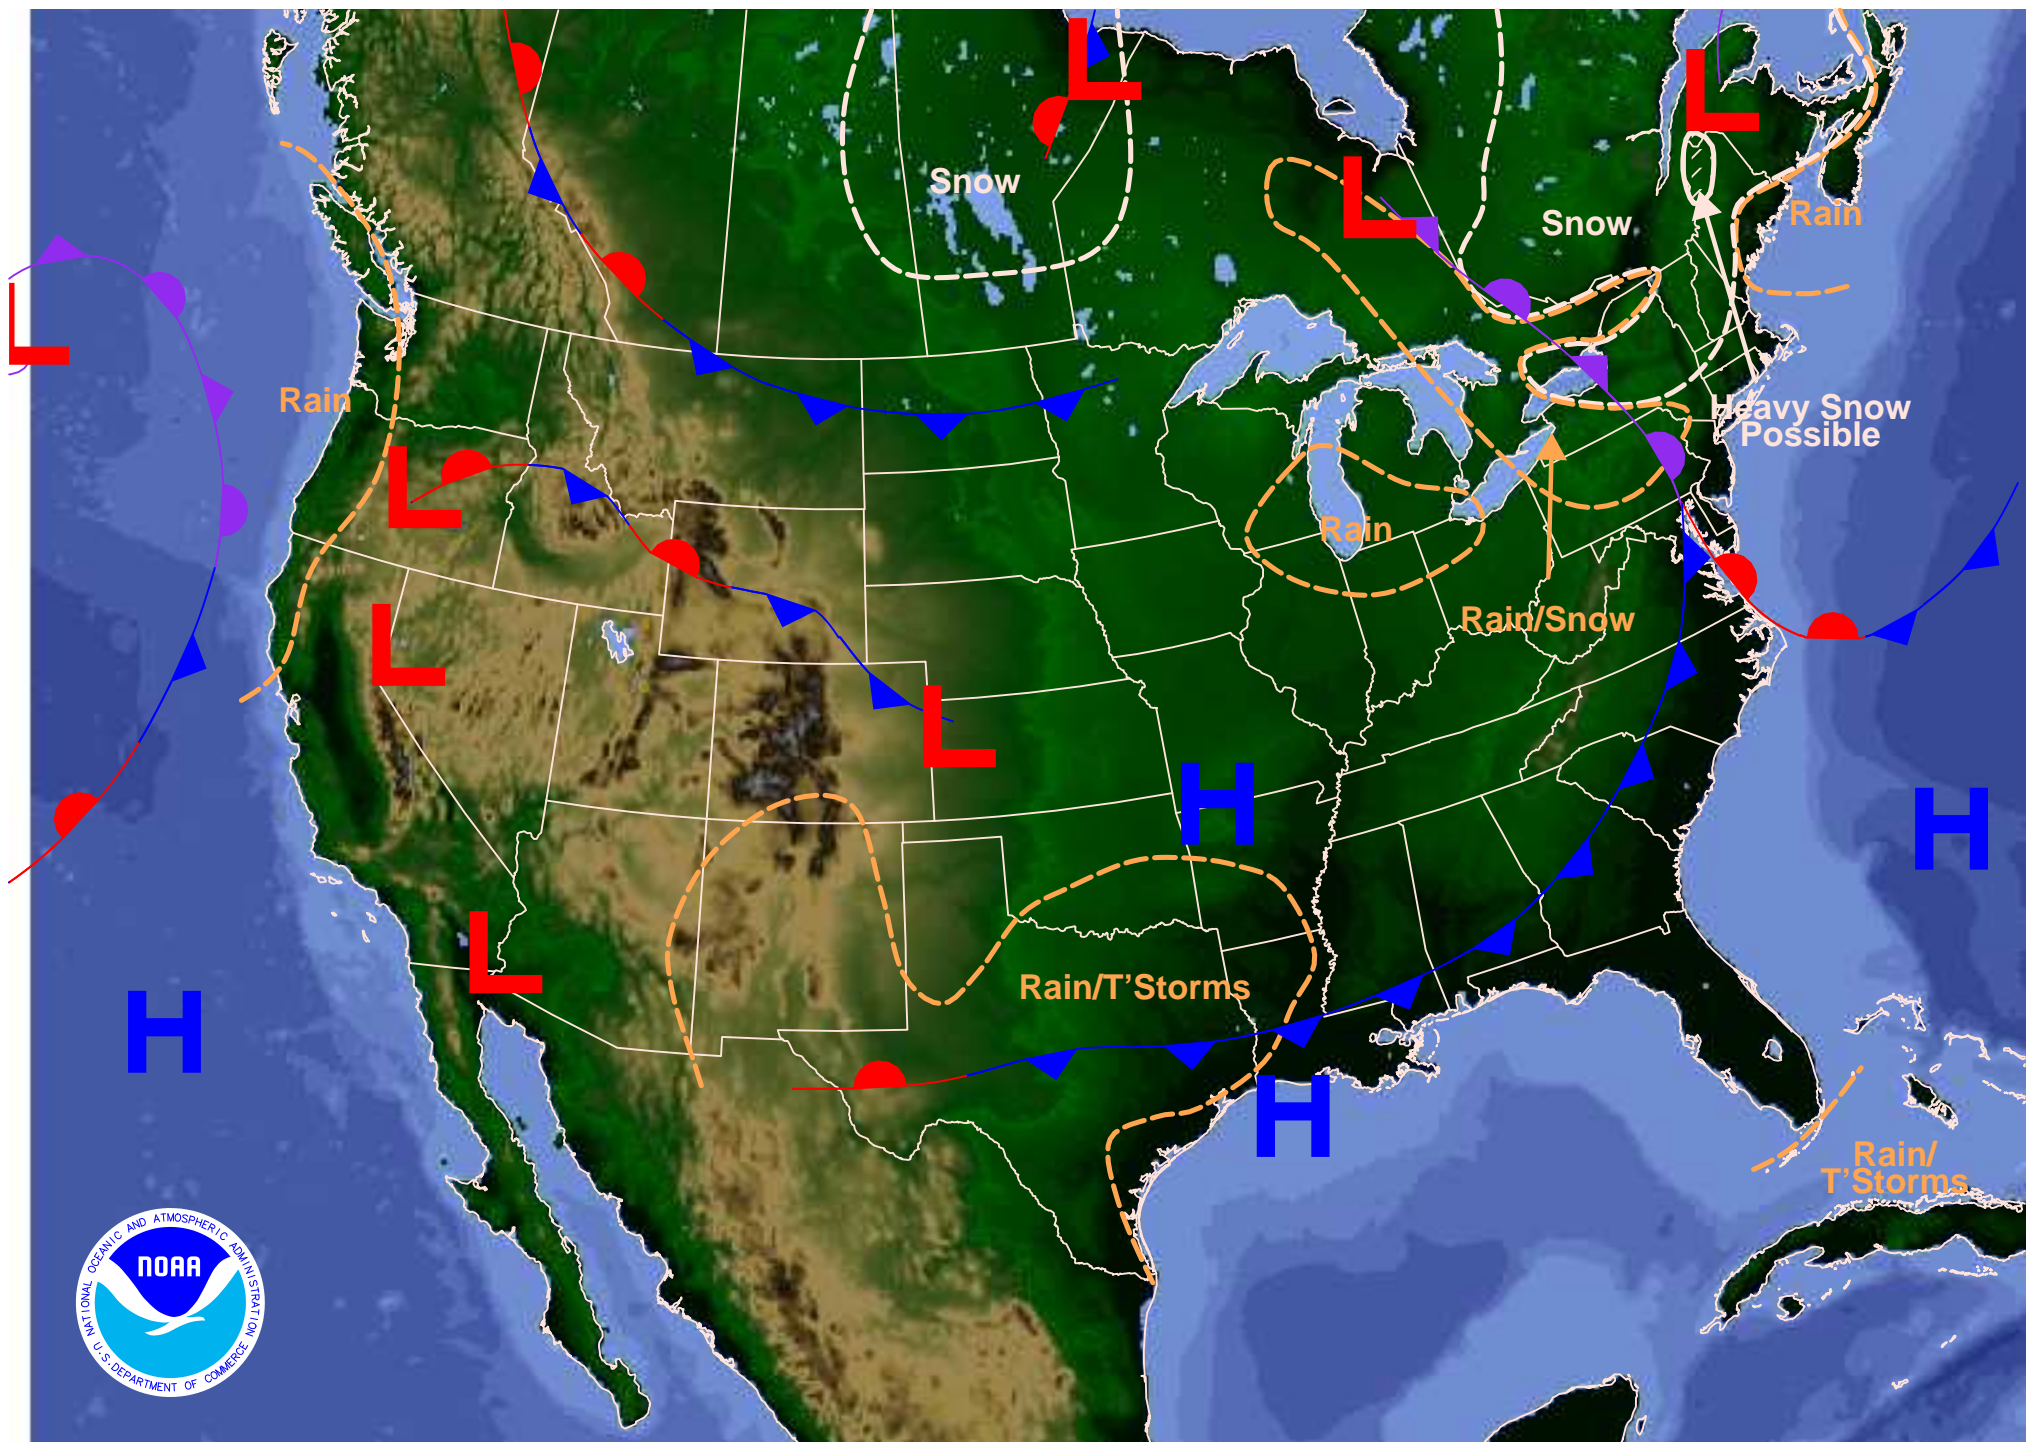 L
L
L
Snow
Rain
Snow
L
Rain
Heavy Snow
Possible
L
Rain
L
Rain/Snow
L
H
H
L
Rain/T'Storms
H
H
Rain/
T'Storms
NATIONAL OCEANIC AND ATMOSPHERIC ADMINISTRATION
NOAA
U.S. DEPARTMENT OF COMMERCE